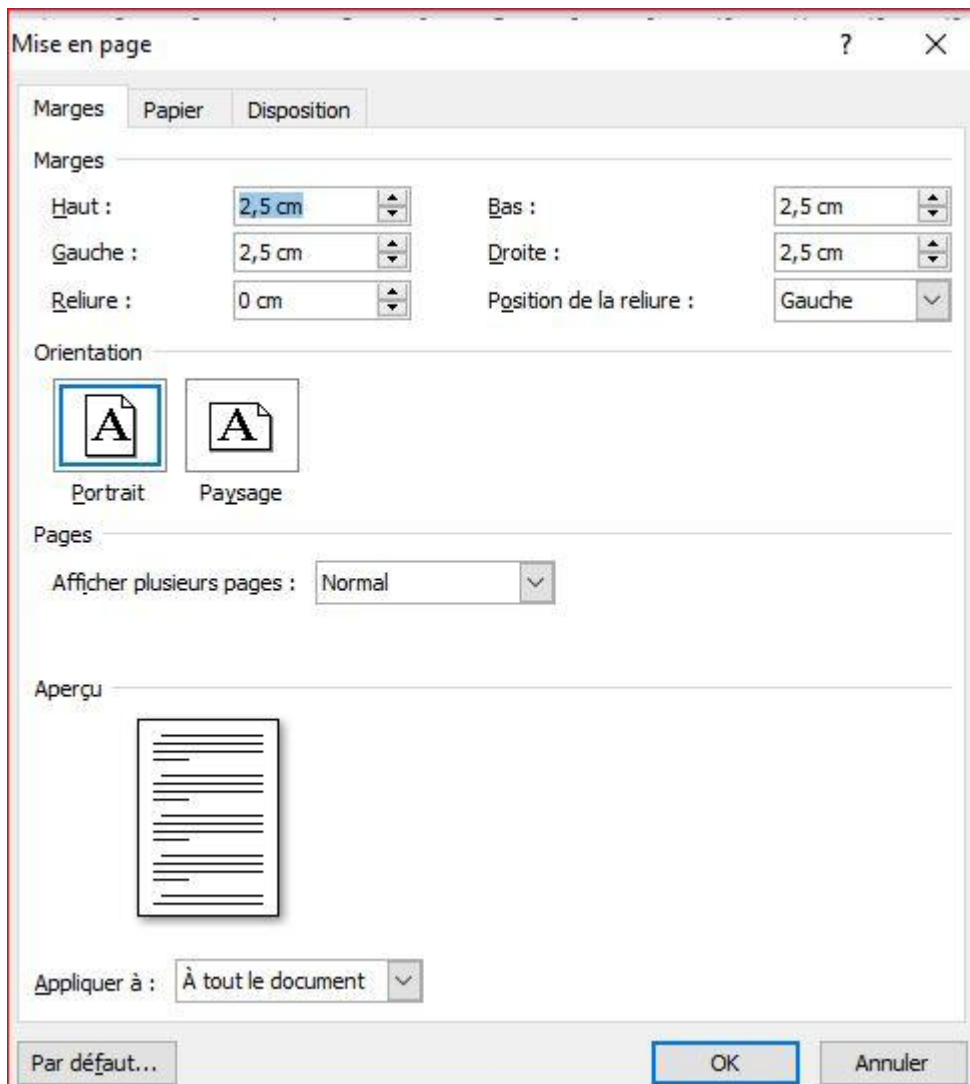 Mise en page ? X
Marges Papier Disposition
Marges
Haut : 2,5 cm Bas : 2,5 cm
Gauche : 2,5 cm Droite : 2,5 cm
Reliure : 0 cm Position de la reliure : Gauche
Orientation
A A
Portrait Paysage
Pages
Afficher plusieurs pages : Normal
Aperçu
Appliquer à : À tout le document
Par défaut... OK Annuler